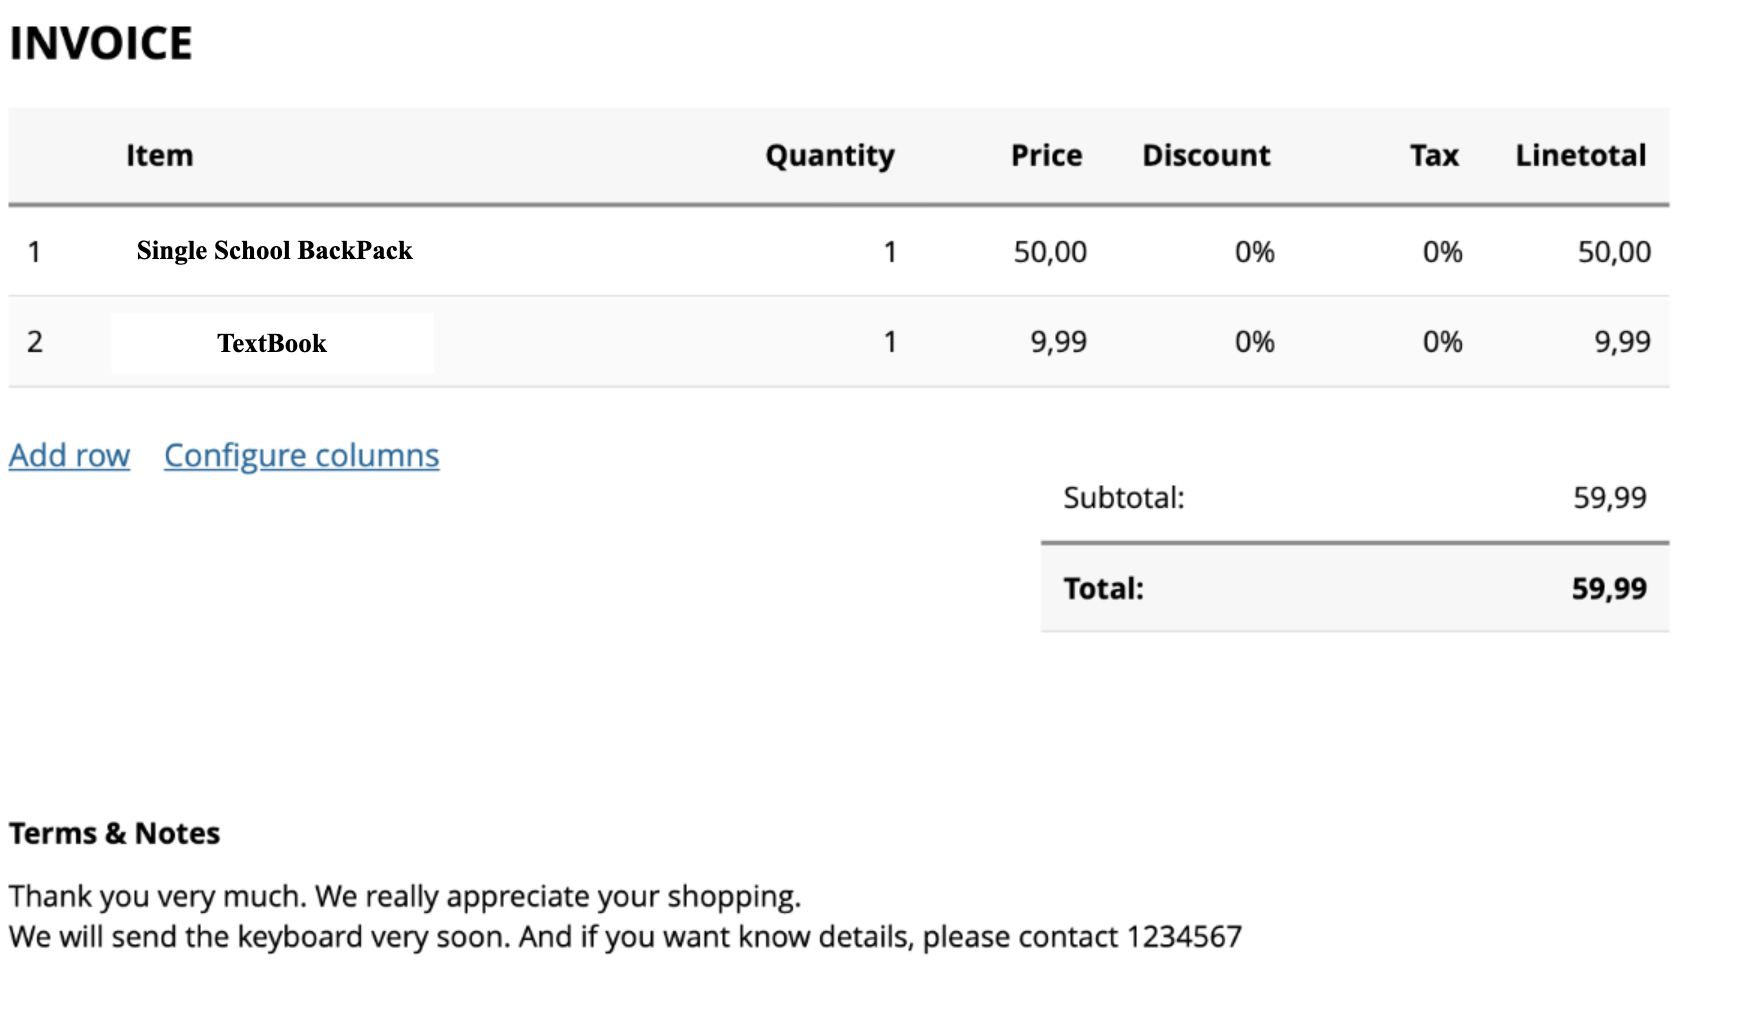 INVOICE
Item Quantity Price Discount Tax Linetotal
1 Single School BackPack 1 50,00 0% 0% 50,00
2 TextBook 1 9,99 0% 0% 9,99
Add row Configure columns
Subtotal: 59,99
Total: 59,99
Terms & Notes
Thank you very much. We really appreciate your shopping.
We will send the keyboard very soon. And if you want know details, please contact 1234567